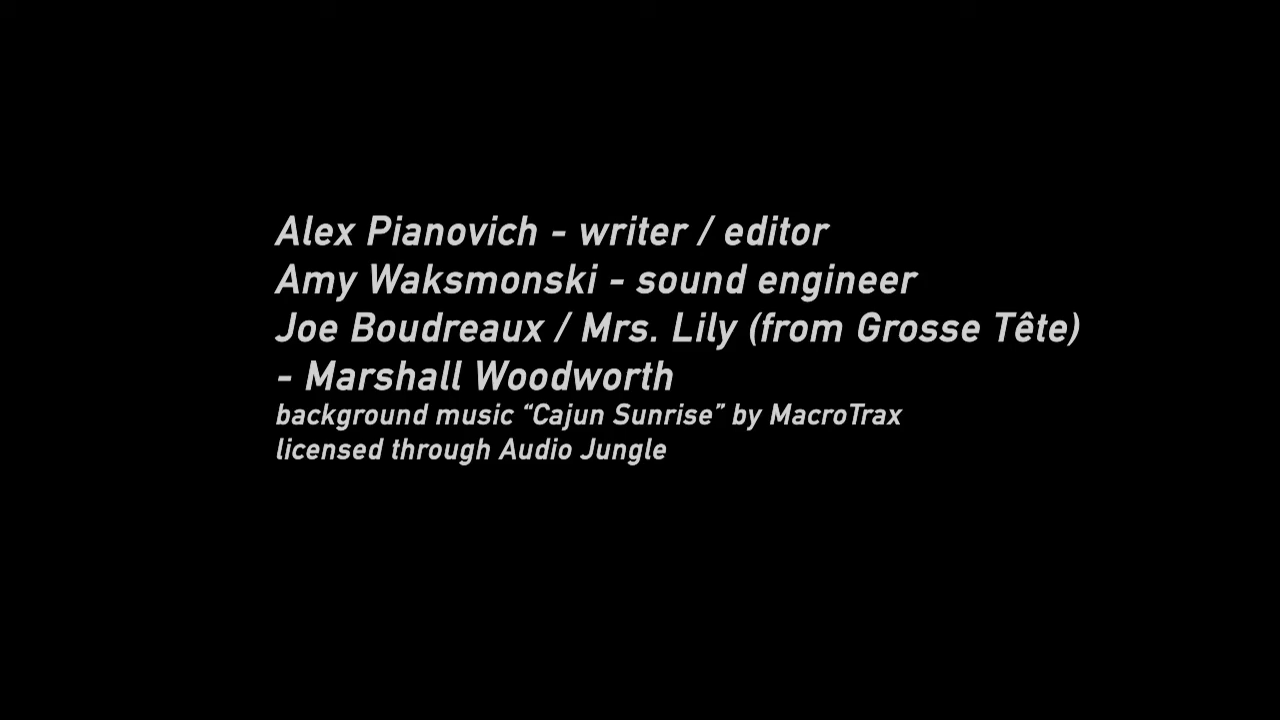 Alex Pianovich - writer / editor
Amy Waksmonski - sound engineer
Joe Boudreaux / Mrs. Lily (from Grosse Tête)
- Marshall Woodworth
background music “Cajun Sunrise” by MacroTrax
licensed through Audio Jungle